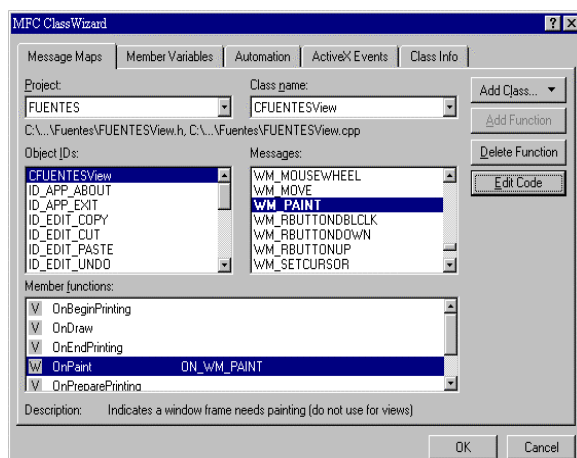 MFC ClassWizard
Message Maps Member Variables Automation ActiveX Events Class Info
Project:
FUENTES
Class name:
CFUENTESView
Add Class...
Add Function
Delete Function
Edit Code
C:\...\Fuentes\FUENTESView.h, C:\...\Fuentes\FUENTESView.cpp
Object IDs:
CFUENTESView
ID_APP_ABOUT
ID_APP_EXIT
ID_EDIT_COPY
ID_EDIT_CUT
ID_EDIT_PASTE
ID_EDIT_UNDO
Messages:
WM_MOUSEWHEEL
WM_MOVE
WM_PAINT
WM_RBUTTONDBLCLK
WM_RBUTTONDOWN
WM_RBUTTONUP
WM_SETCURSOR
Member functions:
V OnBeginPrinting
V OnDraw
V OnEndPrinting
W OnPaint ON_WM_PAINT
V OnPreparePrinting
Description: Indicates a window frame needs painting (do not use for views)
OK Cancel